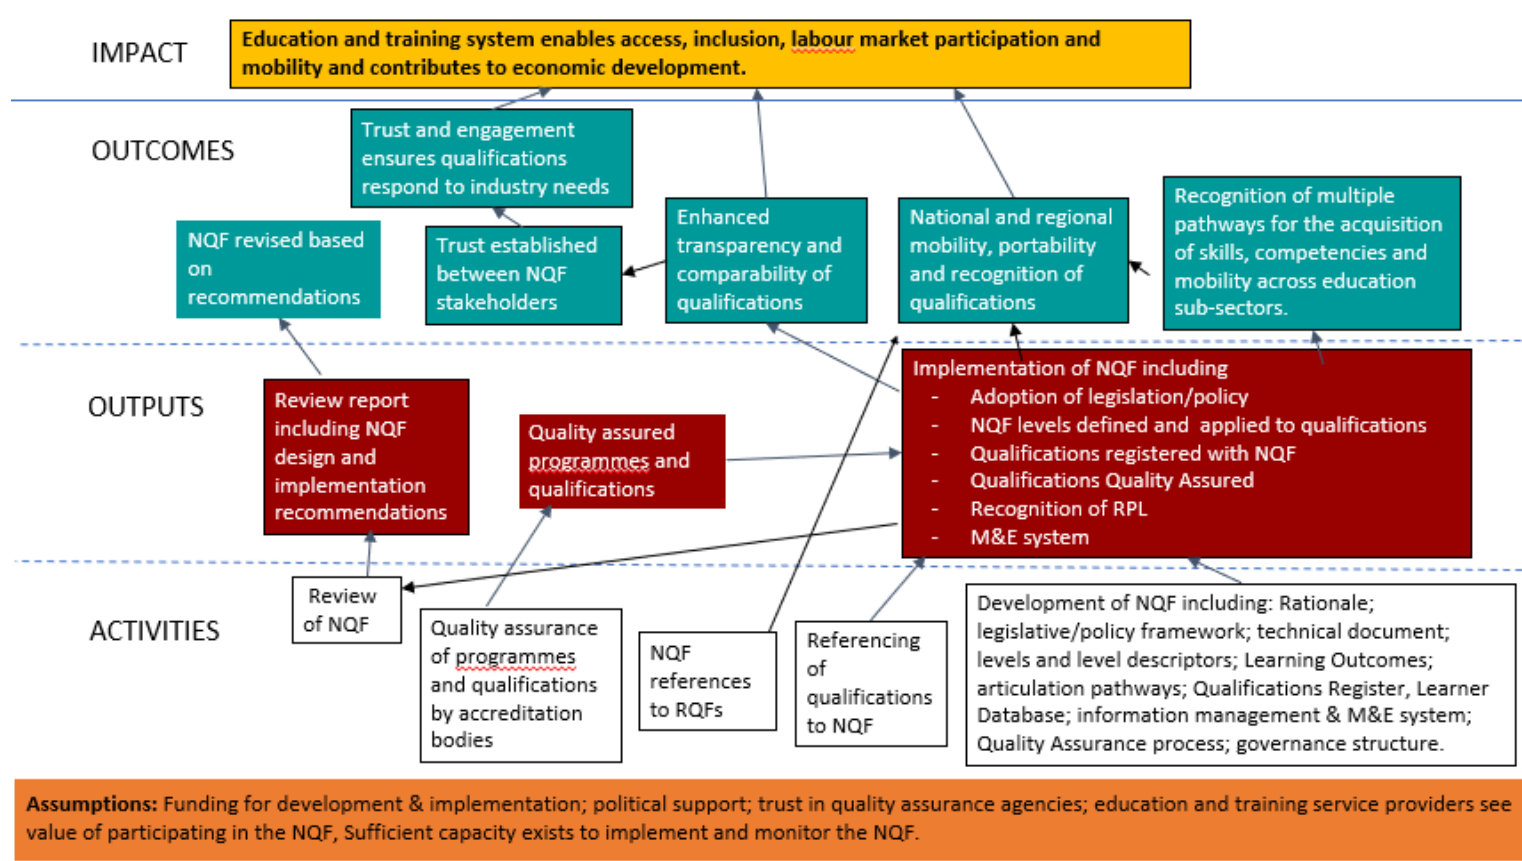 IMPACT
Education and training system enables access, inclusion, labour market participation and
mobility and contributes to economic development.
OUTCOMES
Trust and engagement
ensures qualifications
respond to industry needs
NQF revised based
on
recommendations
Trust established
between NQF
stakeholders
Enhanced
transparency and
comparability of
qualifications
National and regional
mobility, portability
and recognition of
qualifications
Recognition of multiple
pathways for the acquisition
of skills, competencies and
mobility across education
sub-sectors.
OUTPUTS
Review report
including NQF
design and
implementation
recommendations
Quality assured
programmes and
qualifications
Implementation of NQF including
- Adoption of legislation/policy
- NQF levels defined and applied to qualifications
- Qualifications registered with NQF
- Qualifications Quality Assured
- Recognition of RPL
- M&E system
ACTIVITIES
Review
of NQF
Quality assurance
of programmes
and qualifications
by accreditation
bodies
NQF
references
to RQFs
Referencing
of
qualifications
to NQF
Development of NQF including: Rationale;
legislative/policy framework; technical document;
levels and level descriptors; Learning Outcomes;
articulation pathways; Qualifications Register, Learner
Database; information management & M&E system;
Quality Assurance process; governance structure.
Assumptions: Funding for development & implementation; political support; trust in quality assurance agencies; education and training service providers see
value of participating in the NQF, Sufficient capacity exists to implement and monitor the NQF.